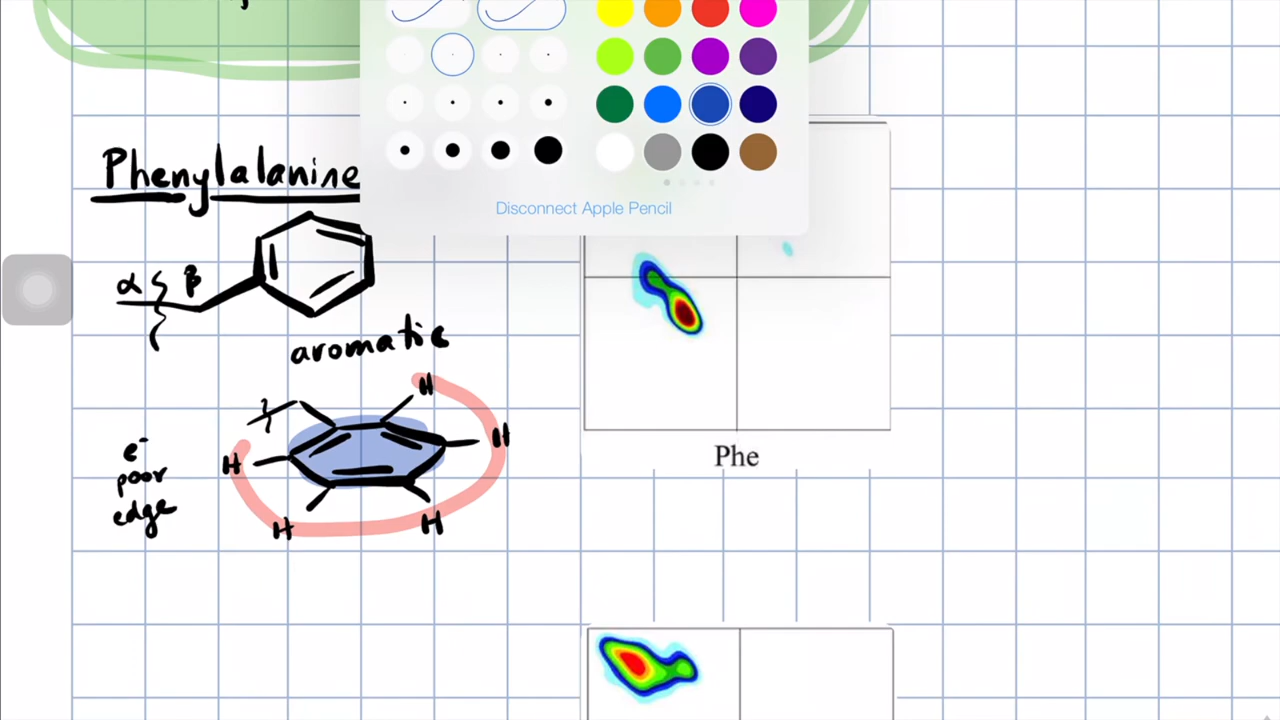 Disconnect Apple Pencil
Phenylalanine
α β
aromatic
H
H
H
e⁻
poor
edge
H
H
Phe